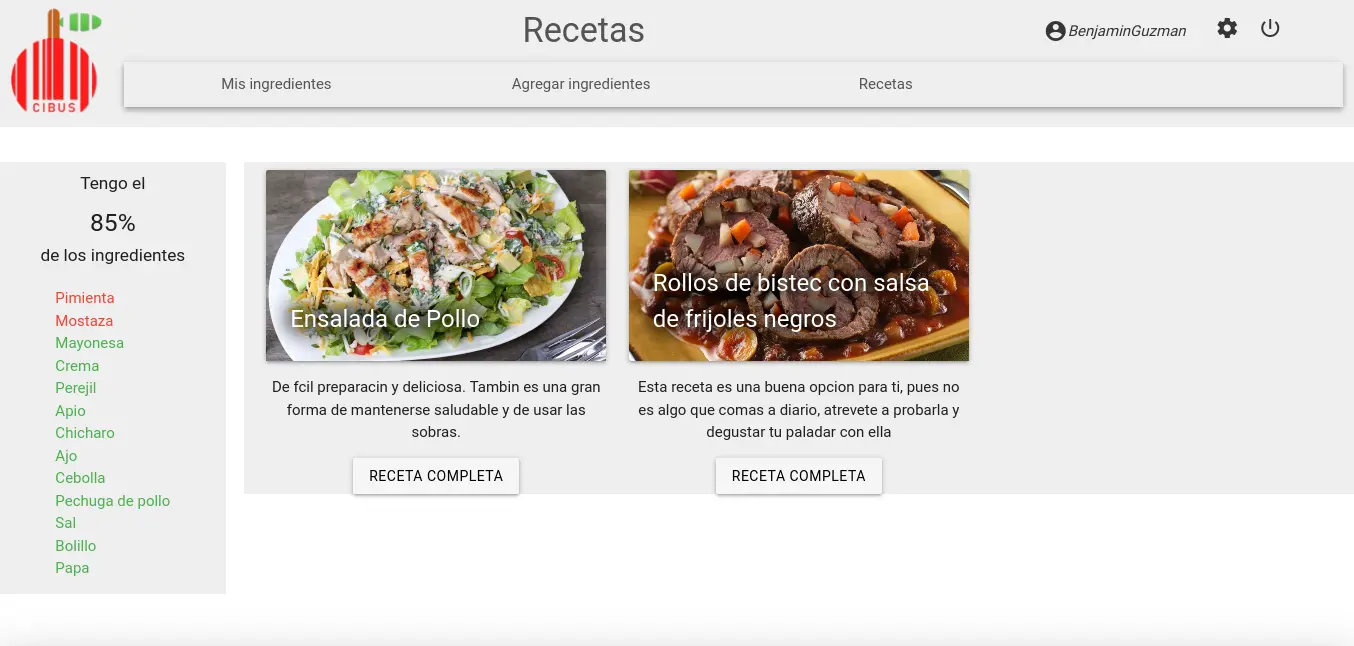 Recetas
BenjaminGuzman
CIBUS
Mis ingredientes
Agregar ingredientes
Recetas
Tengo el
85%
de los ingredientes
Pimienta
Mostaza
Mayonesa
Crema
Perejil
Apio
Chicharo
Ajo
Cebolla
Pechuga de pollo
Sal
Bolillo
Papa
Ensalada de Pollo
De fcil preparacin y deliciosa. Tambin es una gran
forma de mantenerse saludable y de usar las
sobras.
RECETA COMPLETA
Rollos de bistec con salsa
de frijoles negros
Esta receta es una buena opcion para ti, pues no
es algo que comas a diario, atrevete a probarla y
degustar tu paladar con ella
RECETA COMPLETA